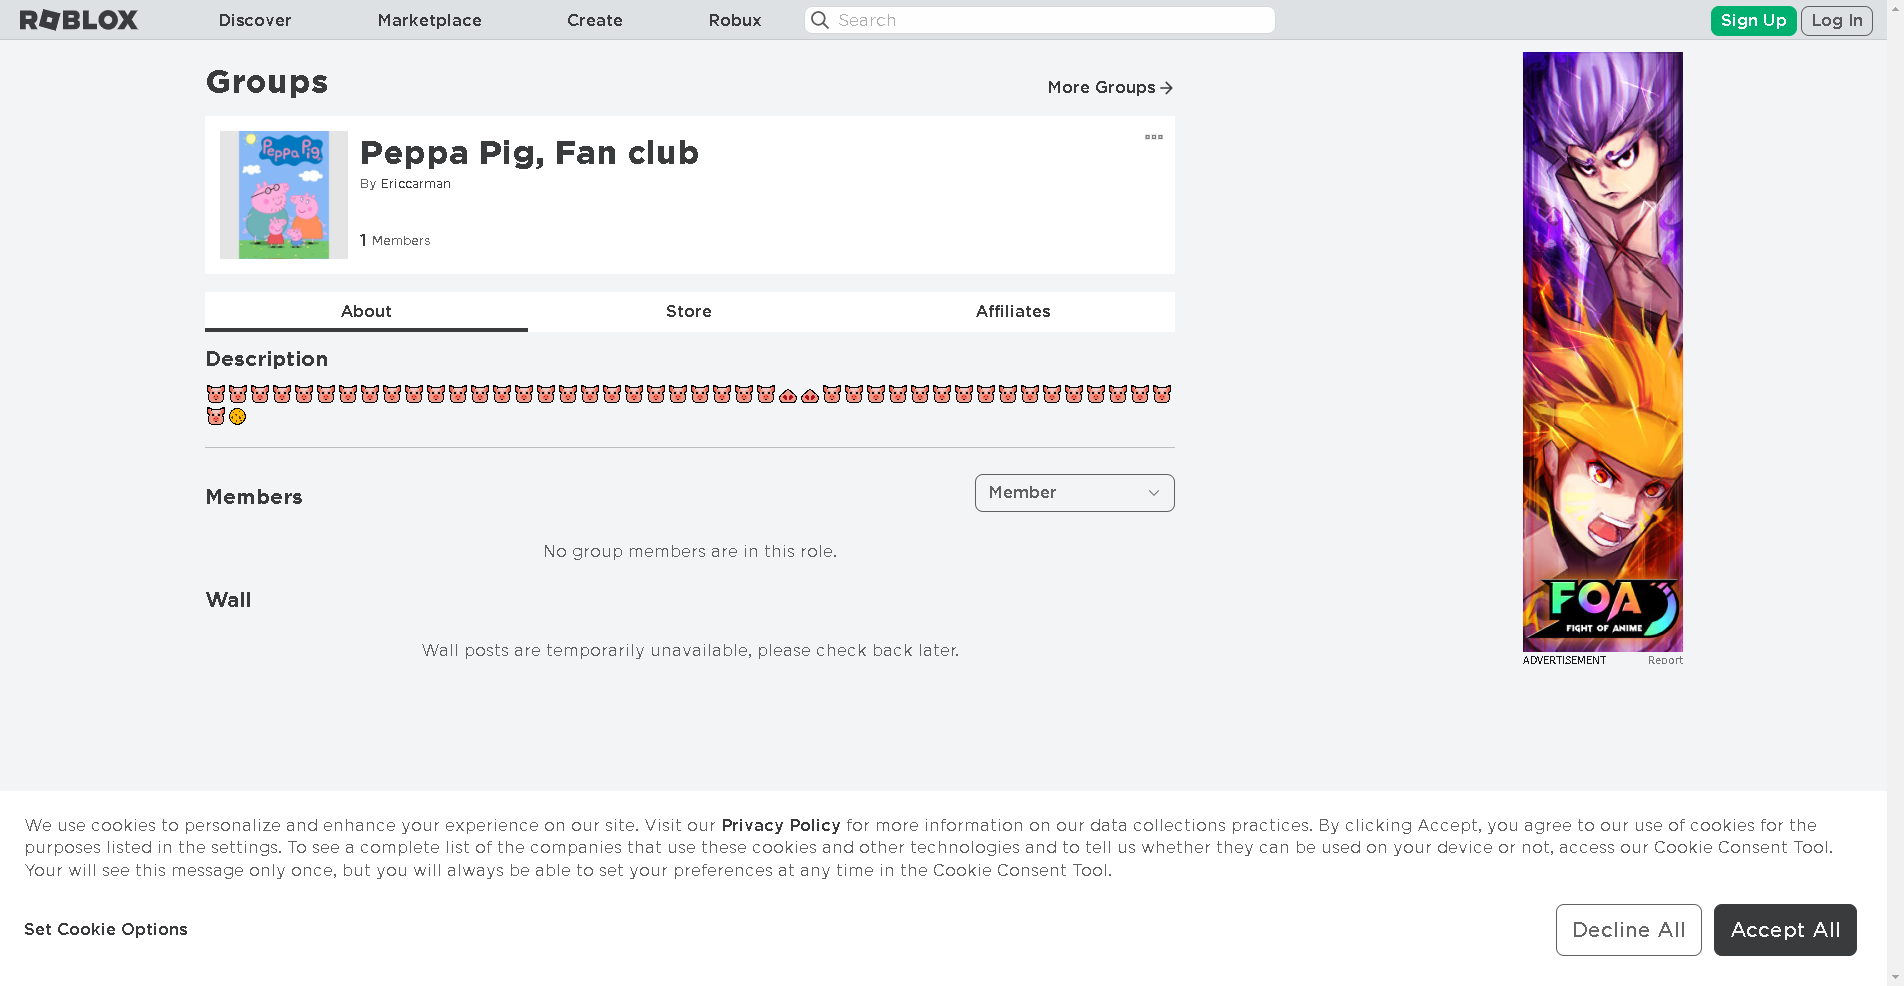 ROBLOX
Discover
Marketplace
Create
Robux
Search
Sign Up
Log In
Groups
More Groups
Peppa Pig
Peppa Pig, Fan club
By Ericcarman
1 Members
About
Store
Affiliates
Description
Members
Member
No group members are in this role.
Wall
Wall posts are temporarily unavailable, please check back later.
FOA
FIGHT OF ANIME
ADVERTISEMENT
Report
We use cookies to personalize and enhance your experience on our site. Visit our Privacy Policy for more information on our data collections practices. By clicking Accept, you agree to our use of cookies for the
purposes listed in the settings. To see a complete list of the companies that use these cookies and other technologies and to tell us whether they can be used on your device or not, access our Cookie Consent Tool.
Your will see this message only once, but you will always be able to set your preferences at any time in the Cookie Consent Tool.
Set Cookie Options
Decline All
Accept All